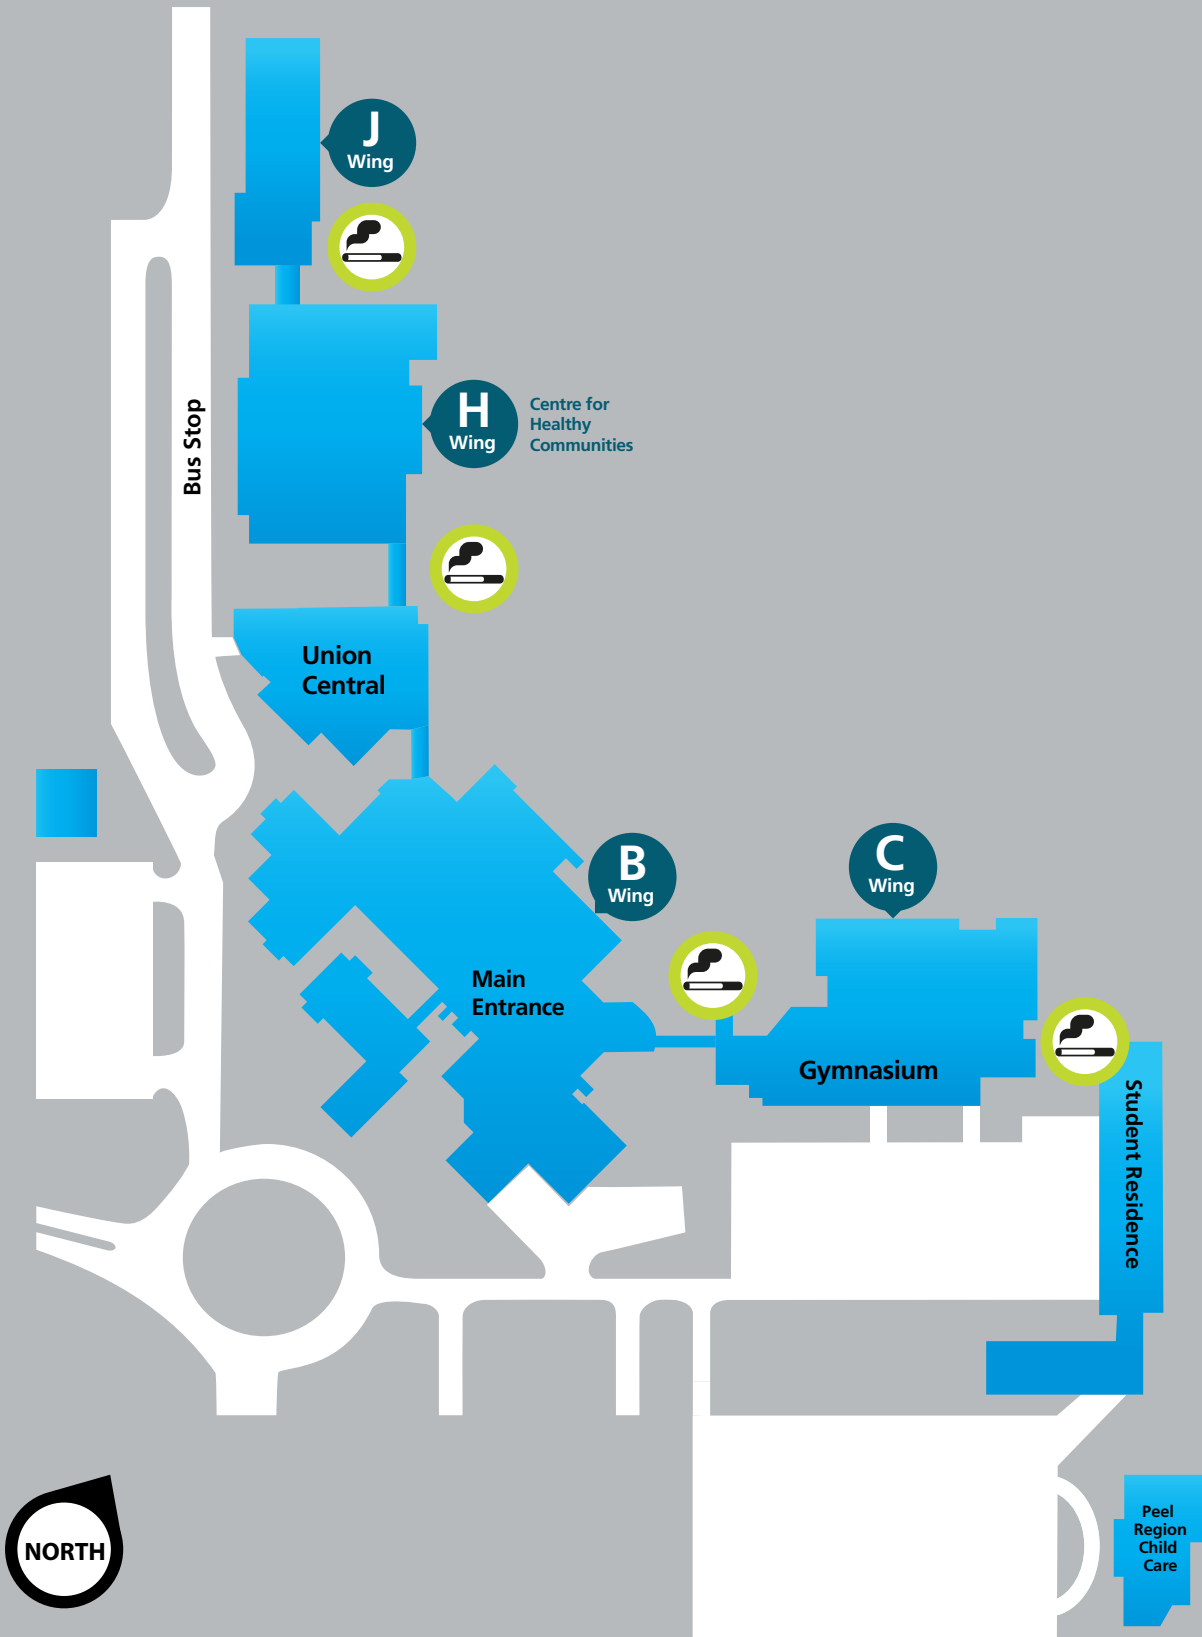 J
Wing
H
Wing
Centre for
Healthy
Communities
Bus Stop
Union
Central
B
Wing
C
Wing
Main
Entrance
Gymnasium
Student Residence
NORTH
Peel
Region
Child
Care